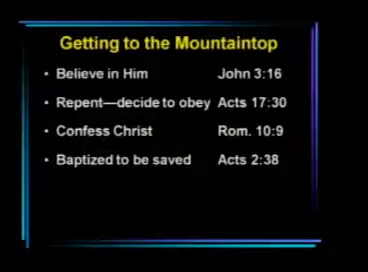 Getting to the Mountaintop
• Believe in Him John 3:16
• Repent—decide to obey Acts 17:30
• Confess Christ Rom. 10:9
• Baptized to be saved Acts 2:38